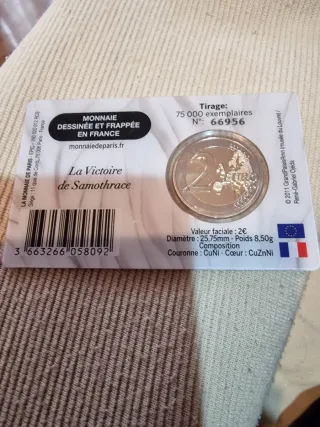 MONNAIE
DESSINÉE ET FRAPPÉE
EN FRANCE
monnaiedeparis.fr
La Victoire
de Samothrace
LA MONNAIE DE PARIS
3 663266 058092
Tirage:
75 000 exemplaires
N°: 66956
2 EURO
Valeur faciale : 2€
Diamètre : 25,75mm - Poids 8,50g
Composition
Couronne : CuNi - Cœur : CuZnNi